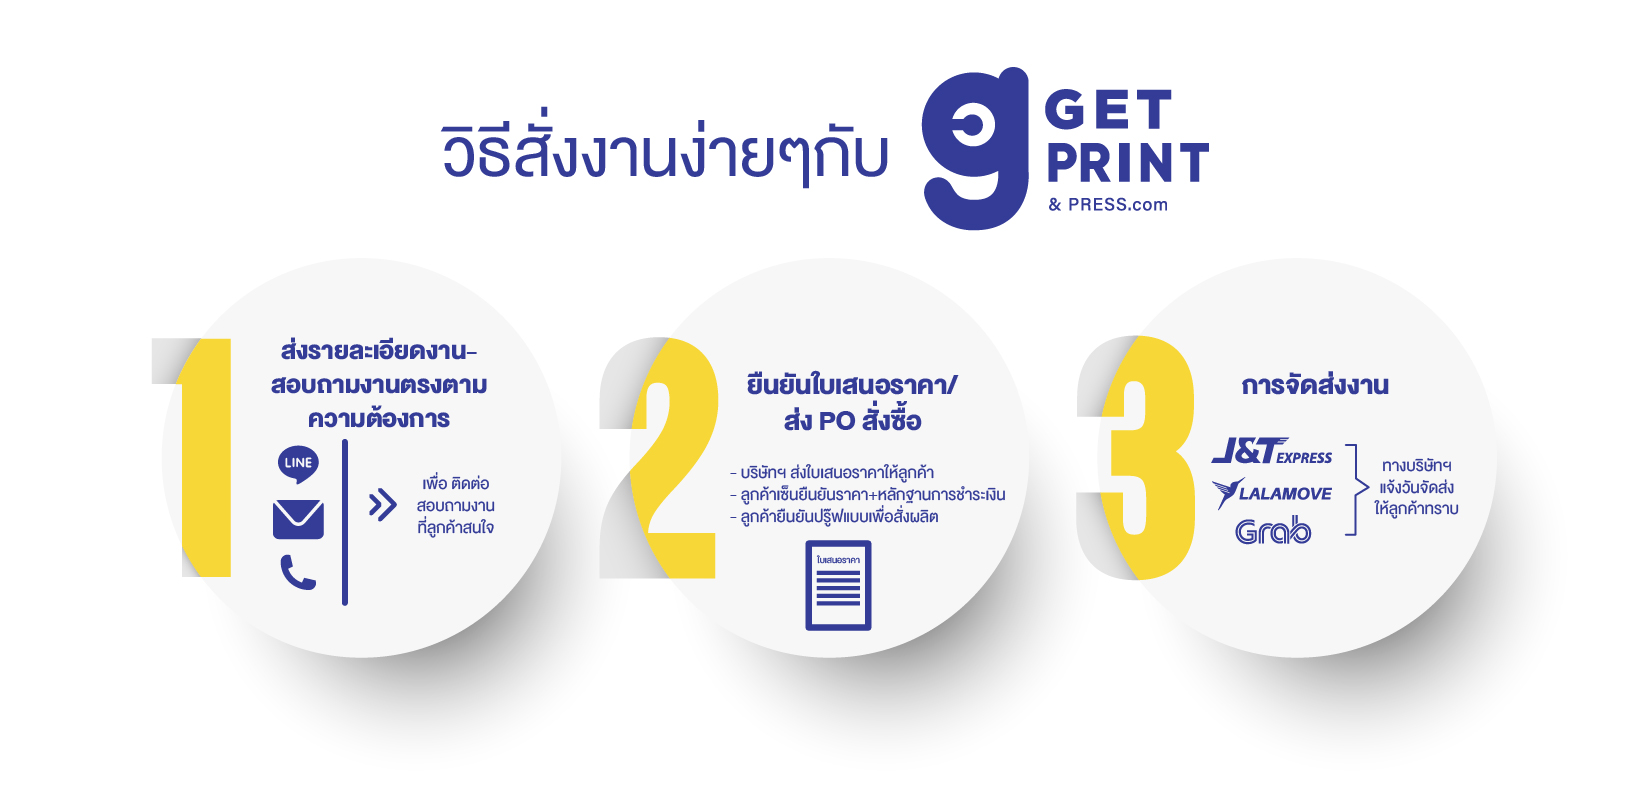 วิธีสั่งงานง่ายๆกับ
GET
PRINT
& PRESS.com
1
ส่งรายละเอียดงาน-
สอบถามงานตรงตาม
ความต้องการ
LINE
เพื่อ ติดต่อ
สอบถามงาน
ที่ลูกค้าสนใจ
2
ยืนยันใบเสนอราคา/
ส่ง PO สั่งซื้อ
- บริษัทฯ ส่งใบเสนอราคาให้ลูกค้า
- ลูกค้าเซ็นยืนยันราคา+หลักฐานการชำระเงิน
- ลูกค้ายืนยันปรู๊ฟแบบเพื่อสั่งผลิต
ใบเสนอราคา
3
การจัดส่งงาน
J&T EXPRESS
LALAMOVE
Grab
ทางบริษัทฯ
แจ้งวันจัดส่ง
ให้ลูกค้าทราบ